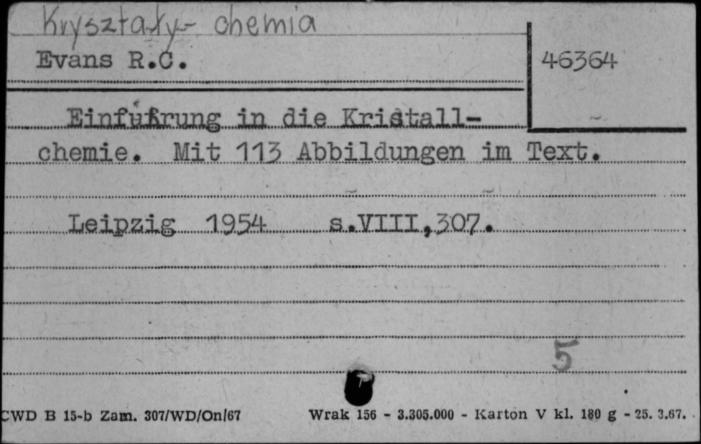 Kryształy - chemia
Evans R.C.
46364
Einfuhrung in die Kristall-
chemie. Mit 113 Abbildungen im Text.
Leipzig 1954 s.VIII,307.
5
CWD B 15-b Zam. 307/WD/On/67 Wrak 156 - 3.305.000 - Karton V kl. 180 g - 25. 3.67.